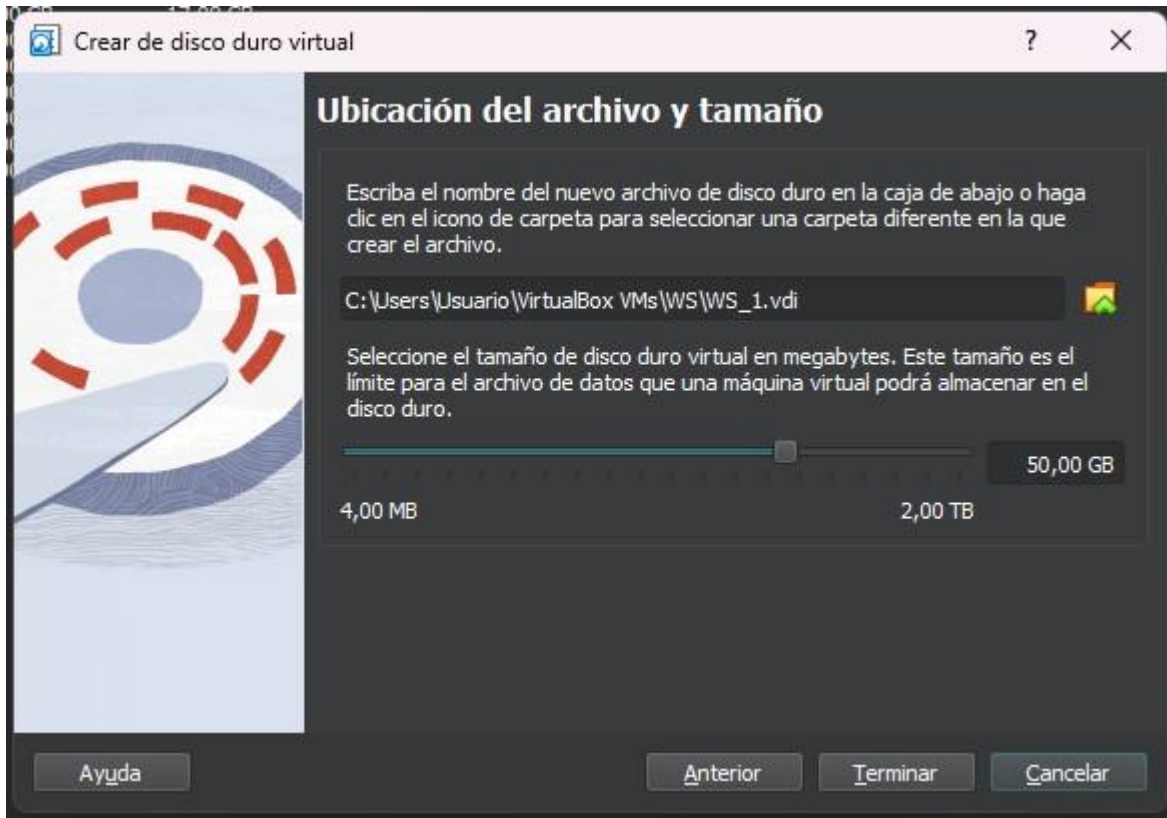 17,00 GB
Crear de disco duro virtual
?
Ubicación del archivo y tamaño
Escriba el nombre del nuevo archivo de disco duro en la caja de abajo o haga
clic en el icono de carpeta para seleccionar una carpeta diferente en la que
crear el archivo.
C:\Users\Usuario\VirtualBox VMs\WS\WS_1.vdi
Seleccione el tamaño de disco duro virtual en megabytes. Este tamaño es el
límite para el archivo de datos que una máquina virtual podrá almacenar en el
disco duro.
50,00 GB
4,00 MB 2,00 TB
Ayuda Anterior Terminar Cancelar